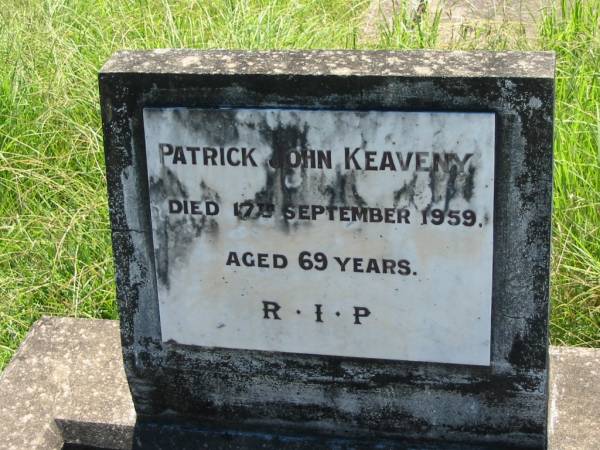 PATRICK JOHN KEAVENY
DIED 17TH SEPTEMBER 1959.
AGED 69 YEARS.
R·I·P